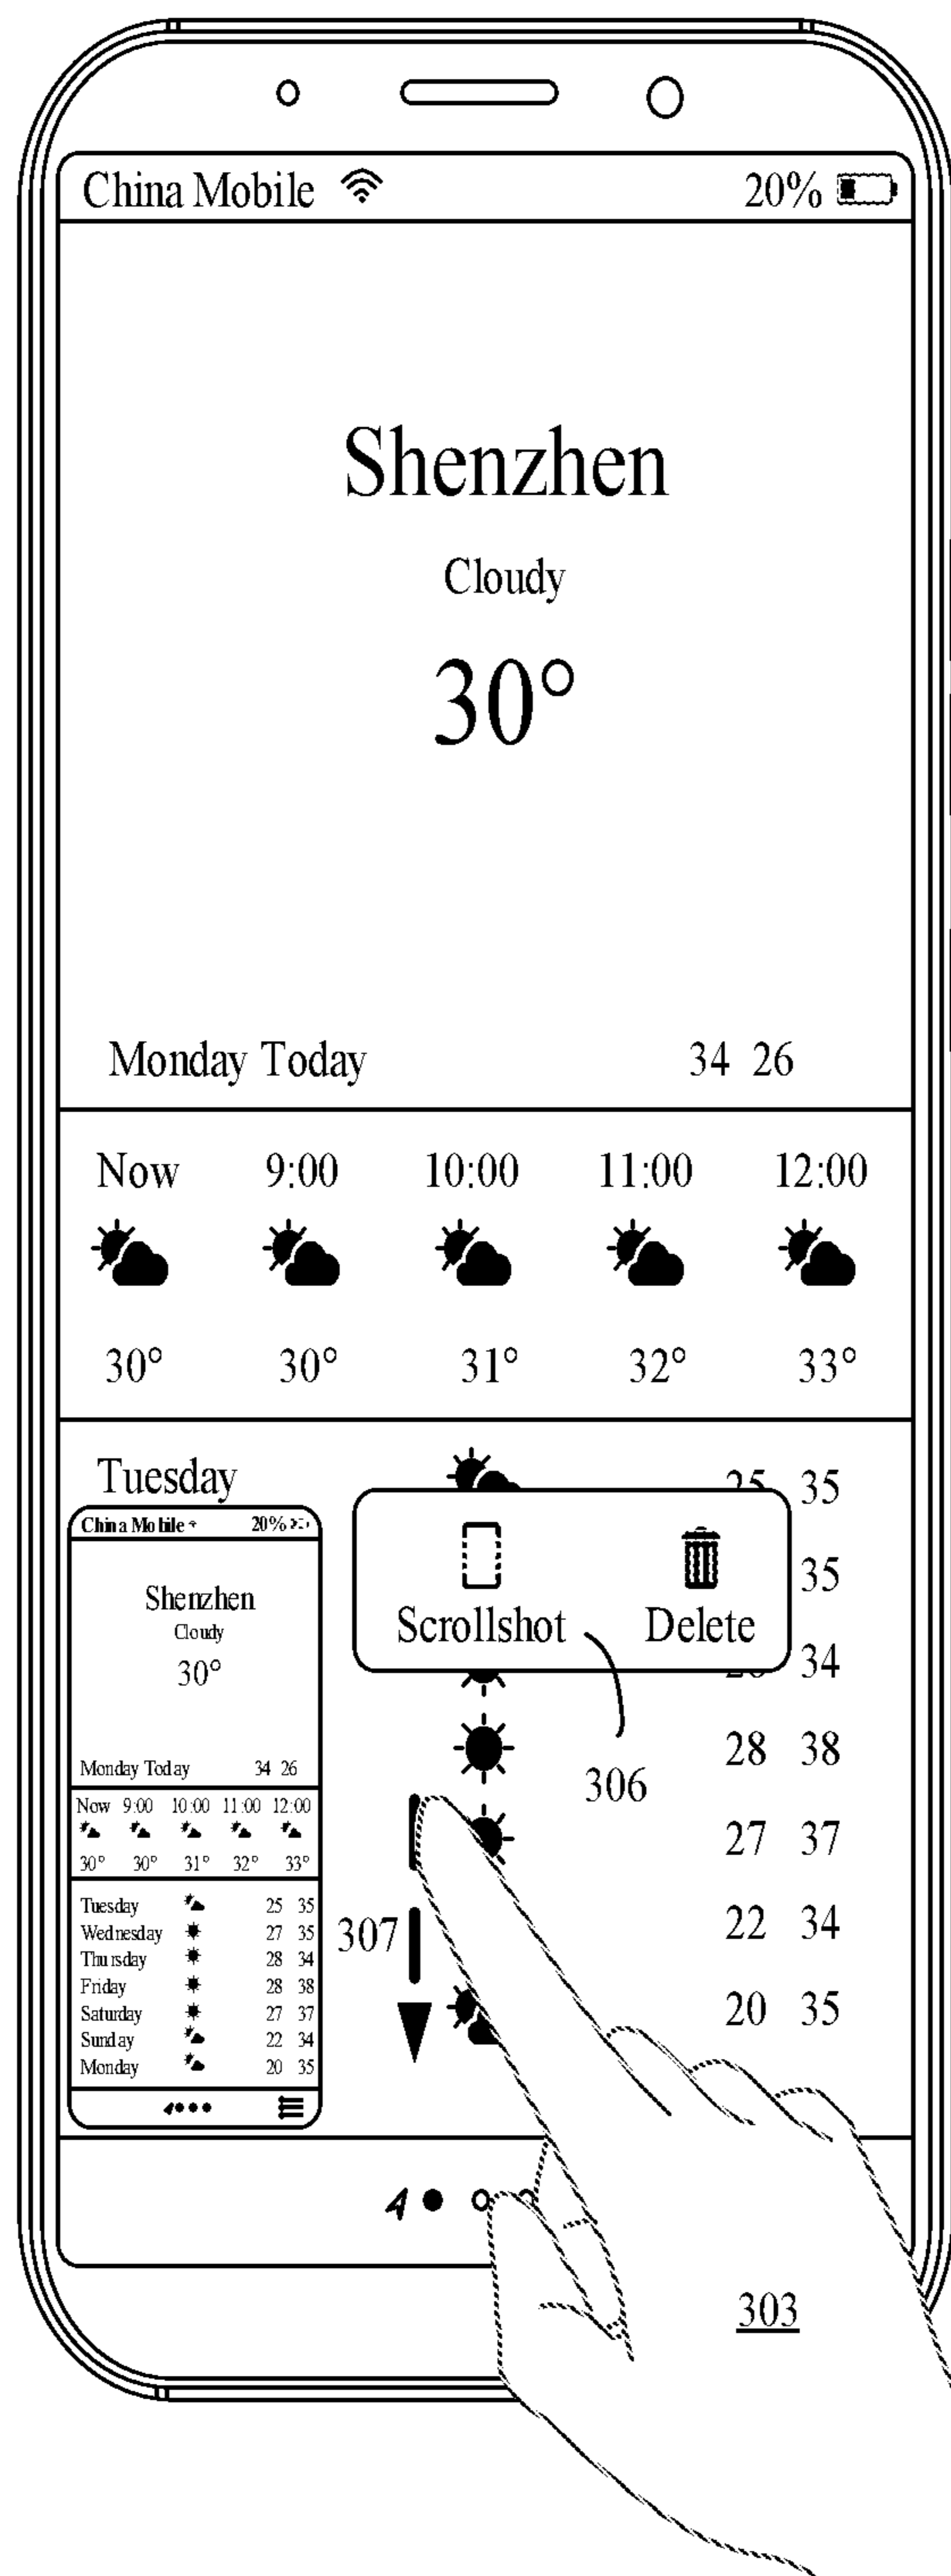 China Mobile 20%
Shenzhen
Cloudy
30°
Monday Today 34 26
Now 9:00 10:00 11:00 12:00
30° 30° 31° 32° 33°
Tuesday 25 35
35
34
28 38
27 37
22 34
20 35
Scrollshot Delete
306
307
China Mobile 20%
Shenzhen
Cloudy
30°
Monday Today 34 26
Now 9:00 10:00 11:00 12:00
30° 30° 31° 32° 33°
Tuesday 25 35
Wednesday 27 35
Thursday 28 34
Friday 28 38
Saturday 27 37
Sunday 22 34
Monday 20 35
303